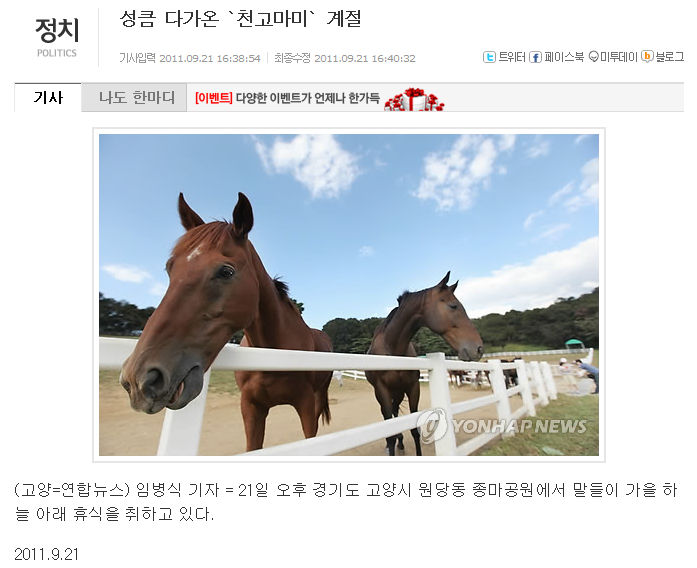 성큼 다가온 `천고마미` 계절
정치
POLITICS
기사입력 2011.09.21 16:38:54 | 최종수정 2011.09.21 16:40:32
트위터 페이스북 미투데이 블로그
기사 나도 한마디 [이벤트] 다양한 이벤트가 언제나 한가득
YONHAP NEWS
(고양=연합뉴스) 임병식 기자 = 21일 오후 경기도 고양시 원당동 종마공원에서 말들이 가을 하
늘 아래 휴식을 취하고 있다.
2011.9.21